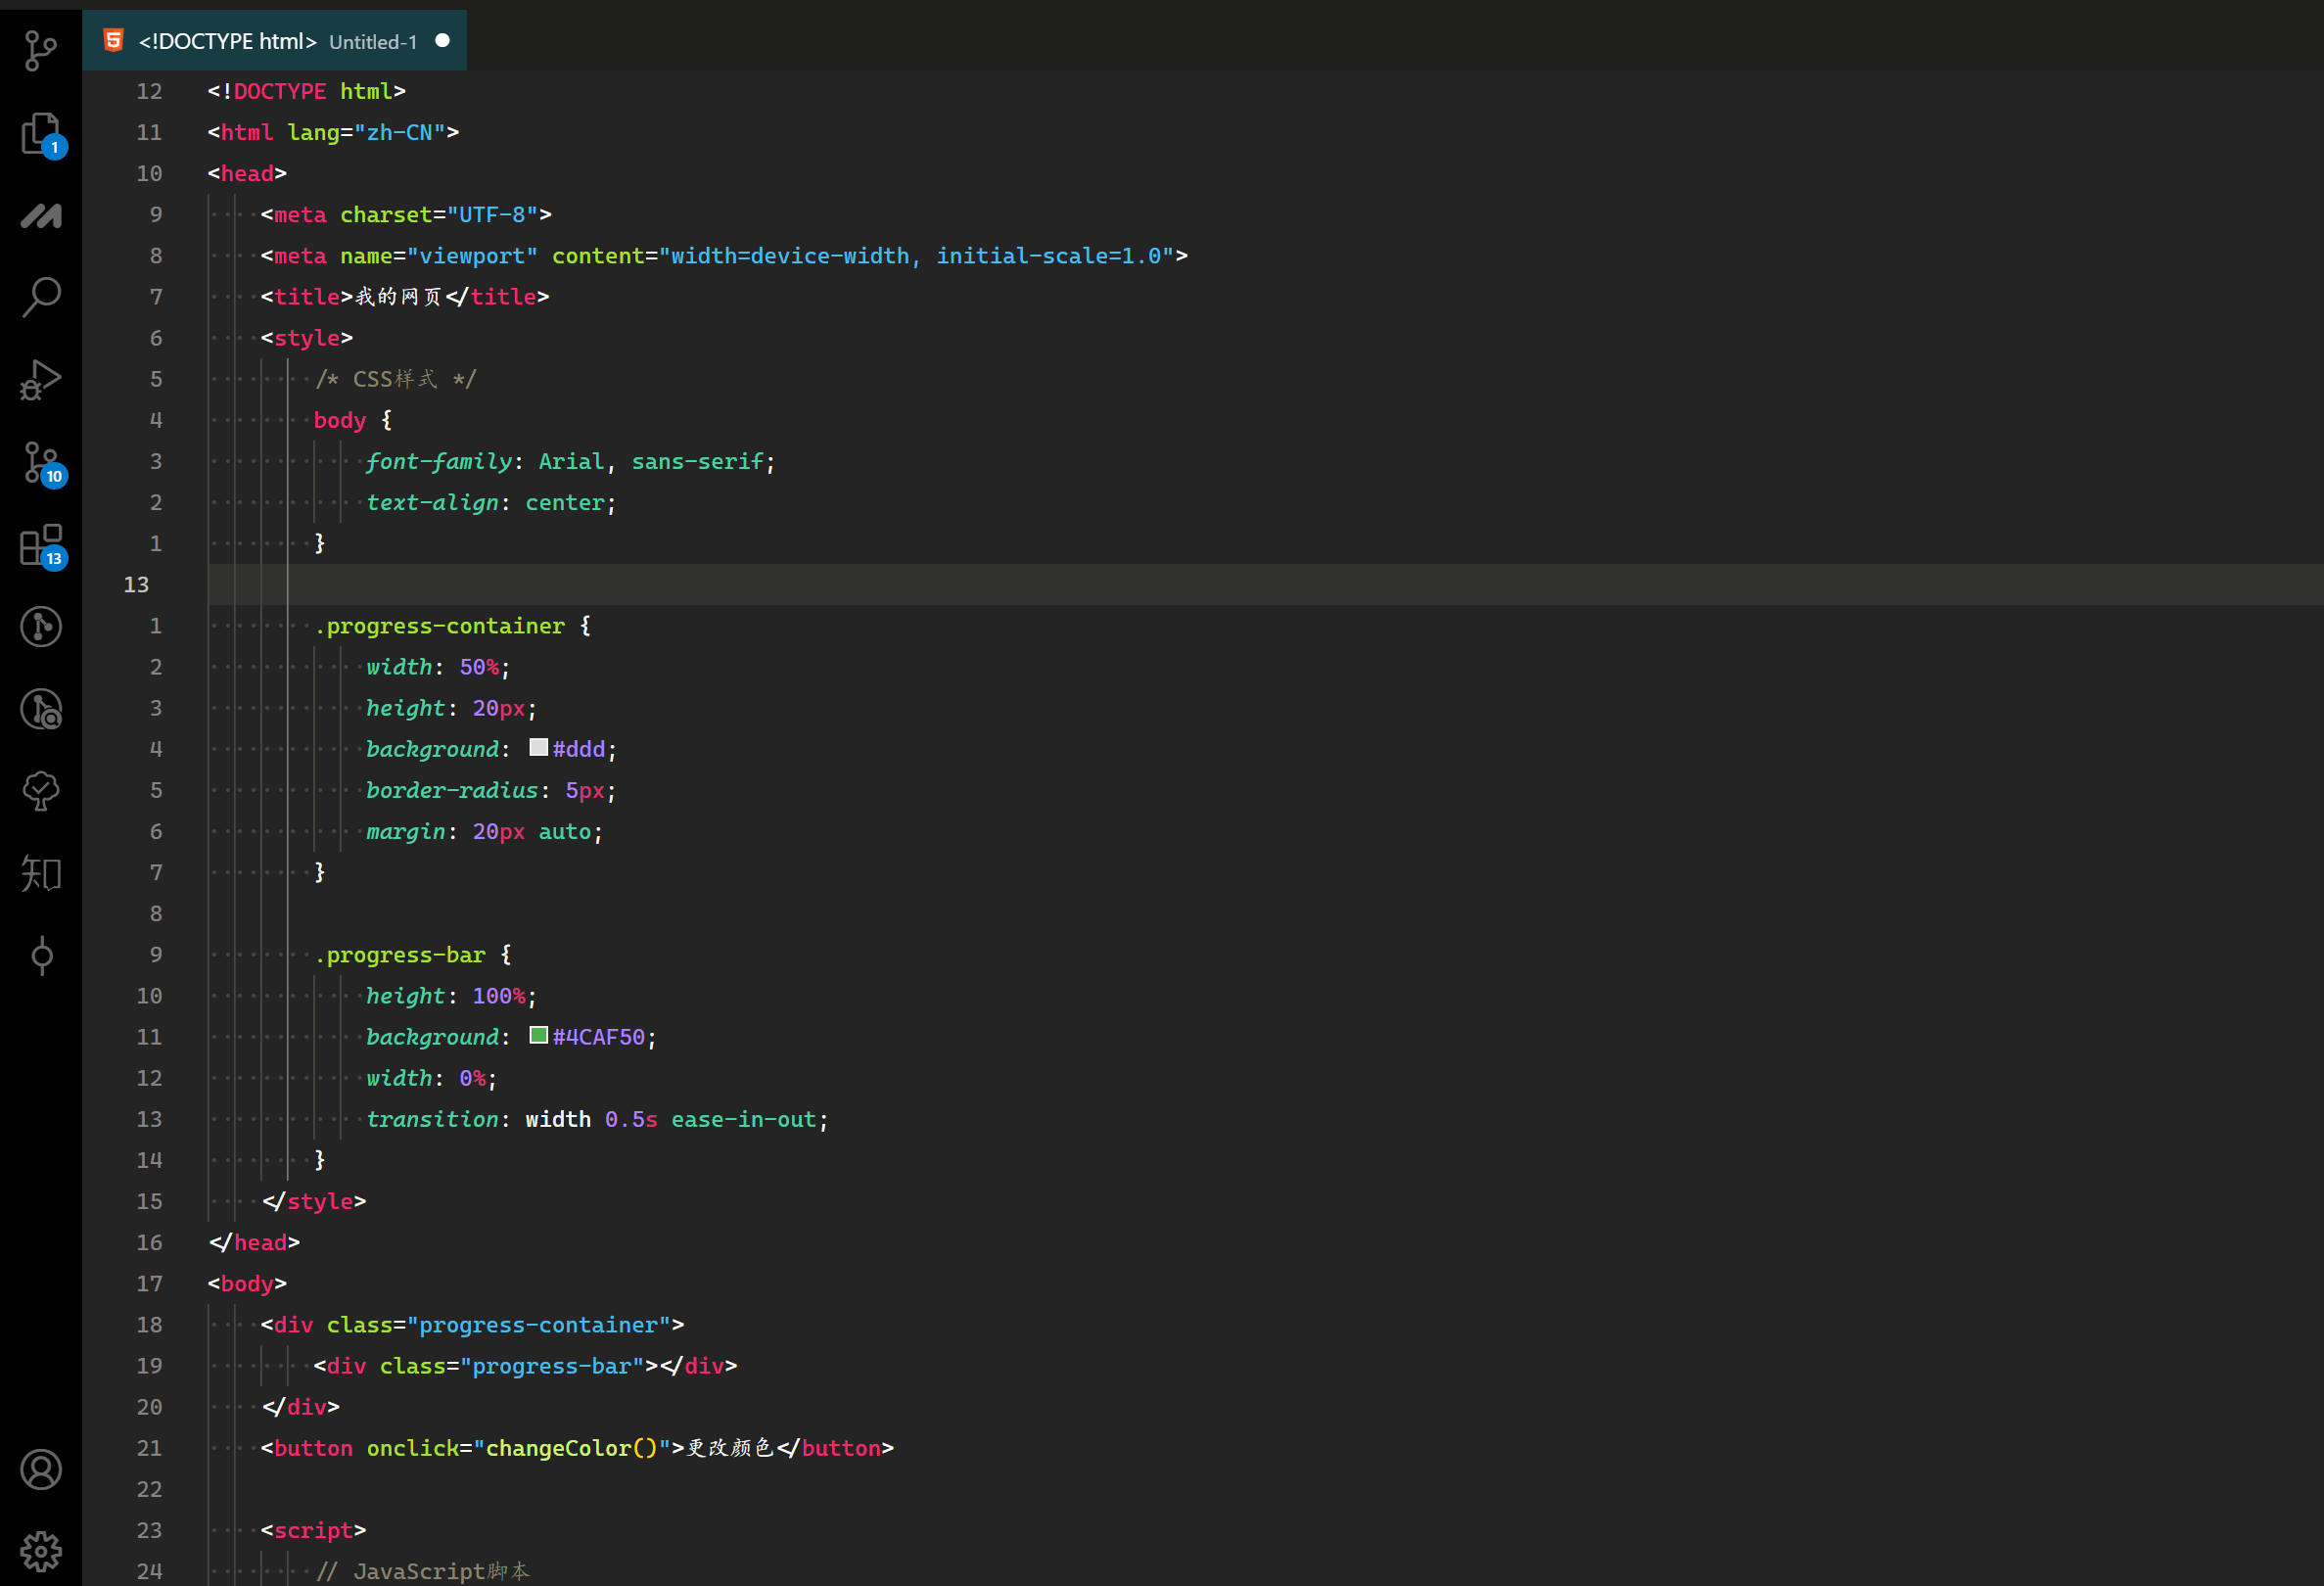 <!DOCTYPE html> Untitled-1
12 <!DOCTYPE html>
11 <html lang="zh-CN">
10 <head>
9     <meta charset="UTF-8">
8     <meta name="viewport" content="width=device-width, initial-scale=1.0">
7     <title>我的网页</title>
6     <style>
5         /* CSS样式 */
4         body {
3             font-family: Arial, sans-serif;
2             text-align: center;
1         }
13
1         .progress-container {
2             width: 50%;
3             height: 20px;
4             background: #ddd;
5             border-radius: 5px;
6             margin: 20px auto;
7         }
8
9         .progress-bar {
10             height: 100%;
11             background: #4CAF50;
12             width: 0%;
13             transition: width 0.5s ease-in-out;
14         }
15     </style>
16 </head>
17 <body>
18     <div class="progress-container">
19         <div class="progress-bar"></div>
20     </div>
21     <button onclick="changeColor()">更改颜色</button>
22
23     <script>
24         // JavaScript脚本
1
10
13
知